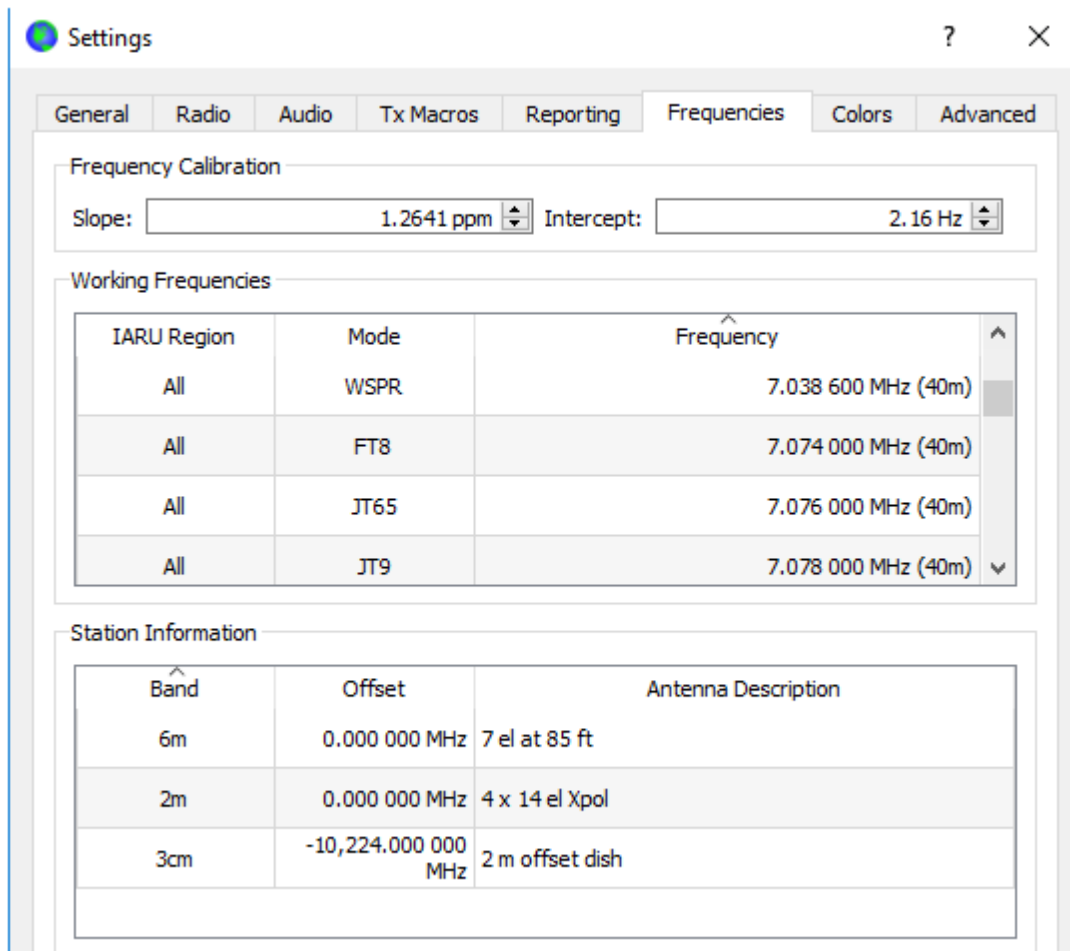 Settings ?
General Radio Audio Tx Macros Reporting Frequencies Colors Advanced
Frequency Calibration
Slope: 1.2641 ppm Intercept: 2.16 Hz
Working Frequencies
IARU Region Mode Frequency
All WSPR 7.038 600 MHz (40m)
All FT8 7.074 000 MHz (40m)
All JT65 7.076 000 MHz (40m)
All JT9 7.078 000 MHz (40m)
Station Information
Band Offset Antenna Description
6m 0.000 000 MHz 7 el at 85 ft
2m 0.000 000 MHz 4 x 14 el Xpol
3cm -10,224.000 000 MHz 2 m offset dish